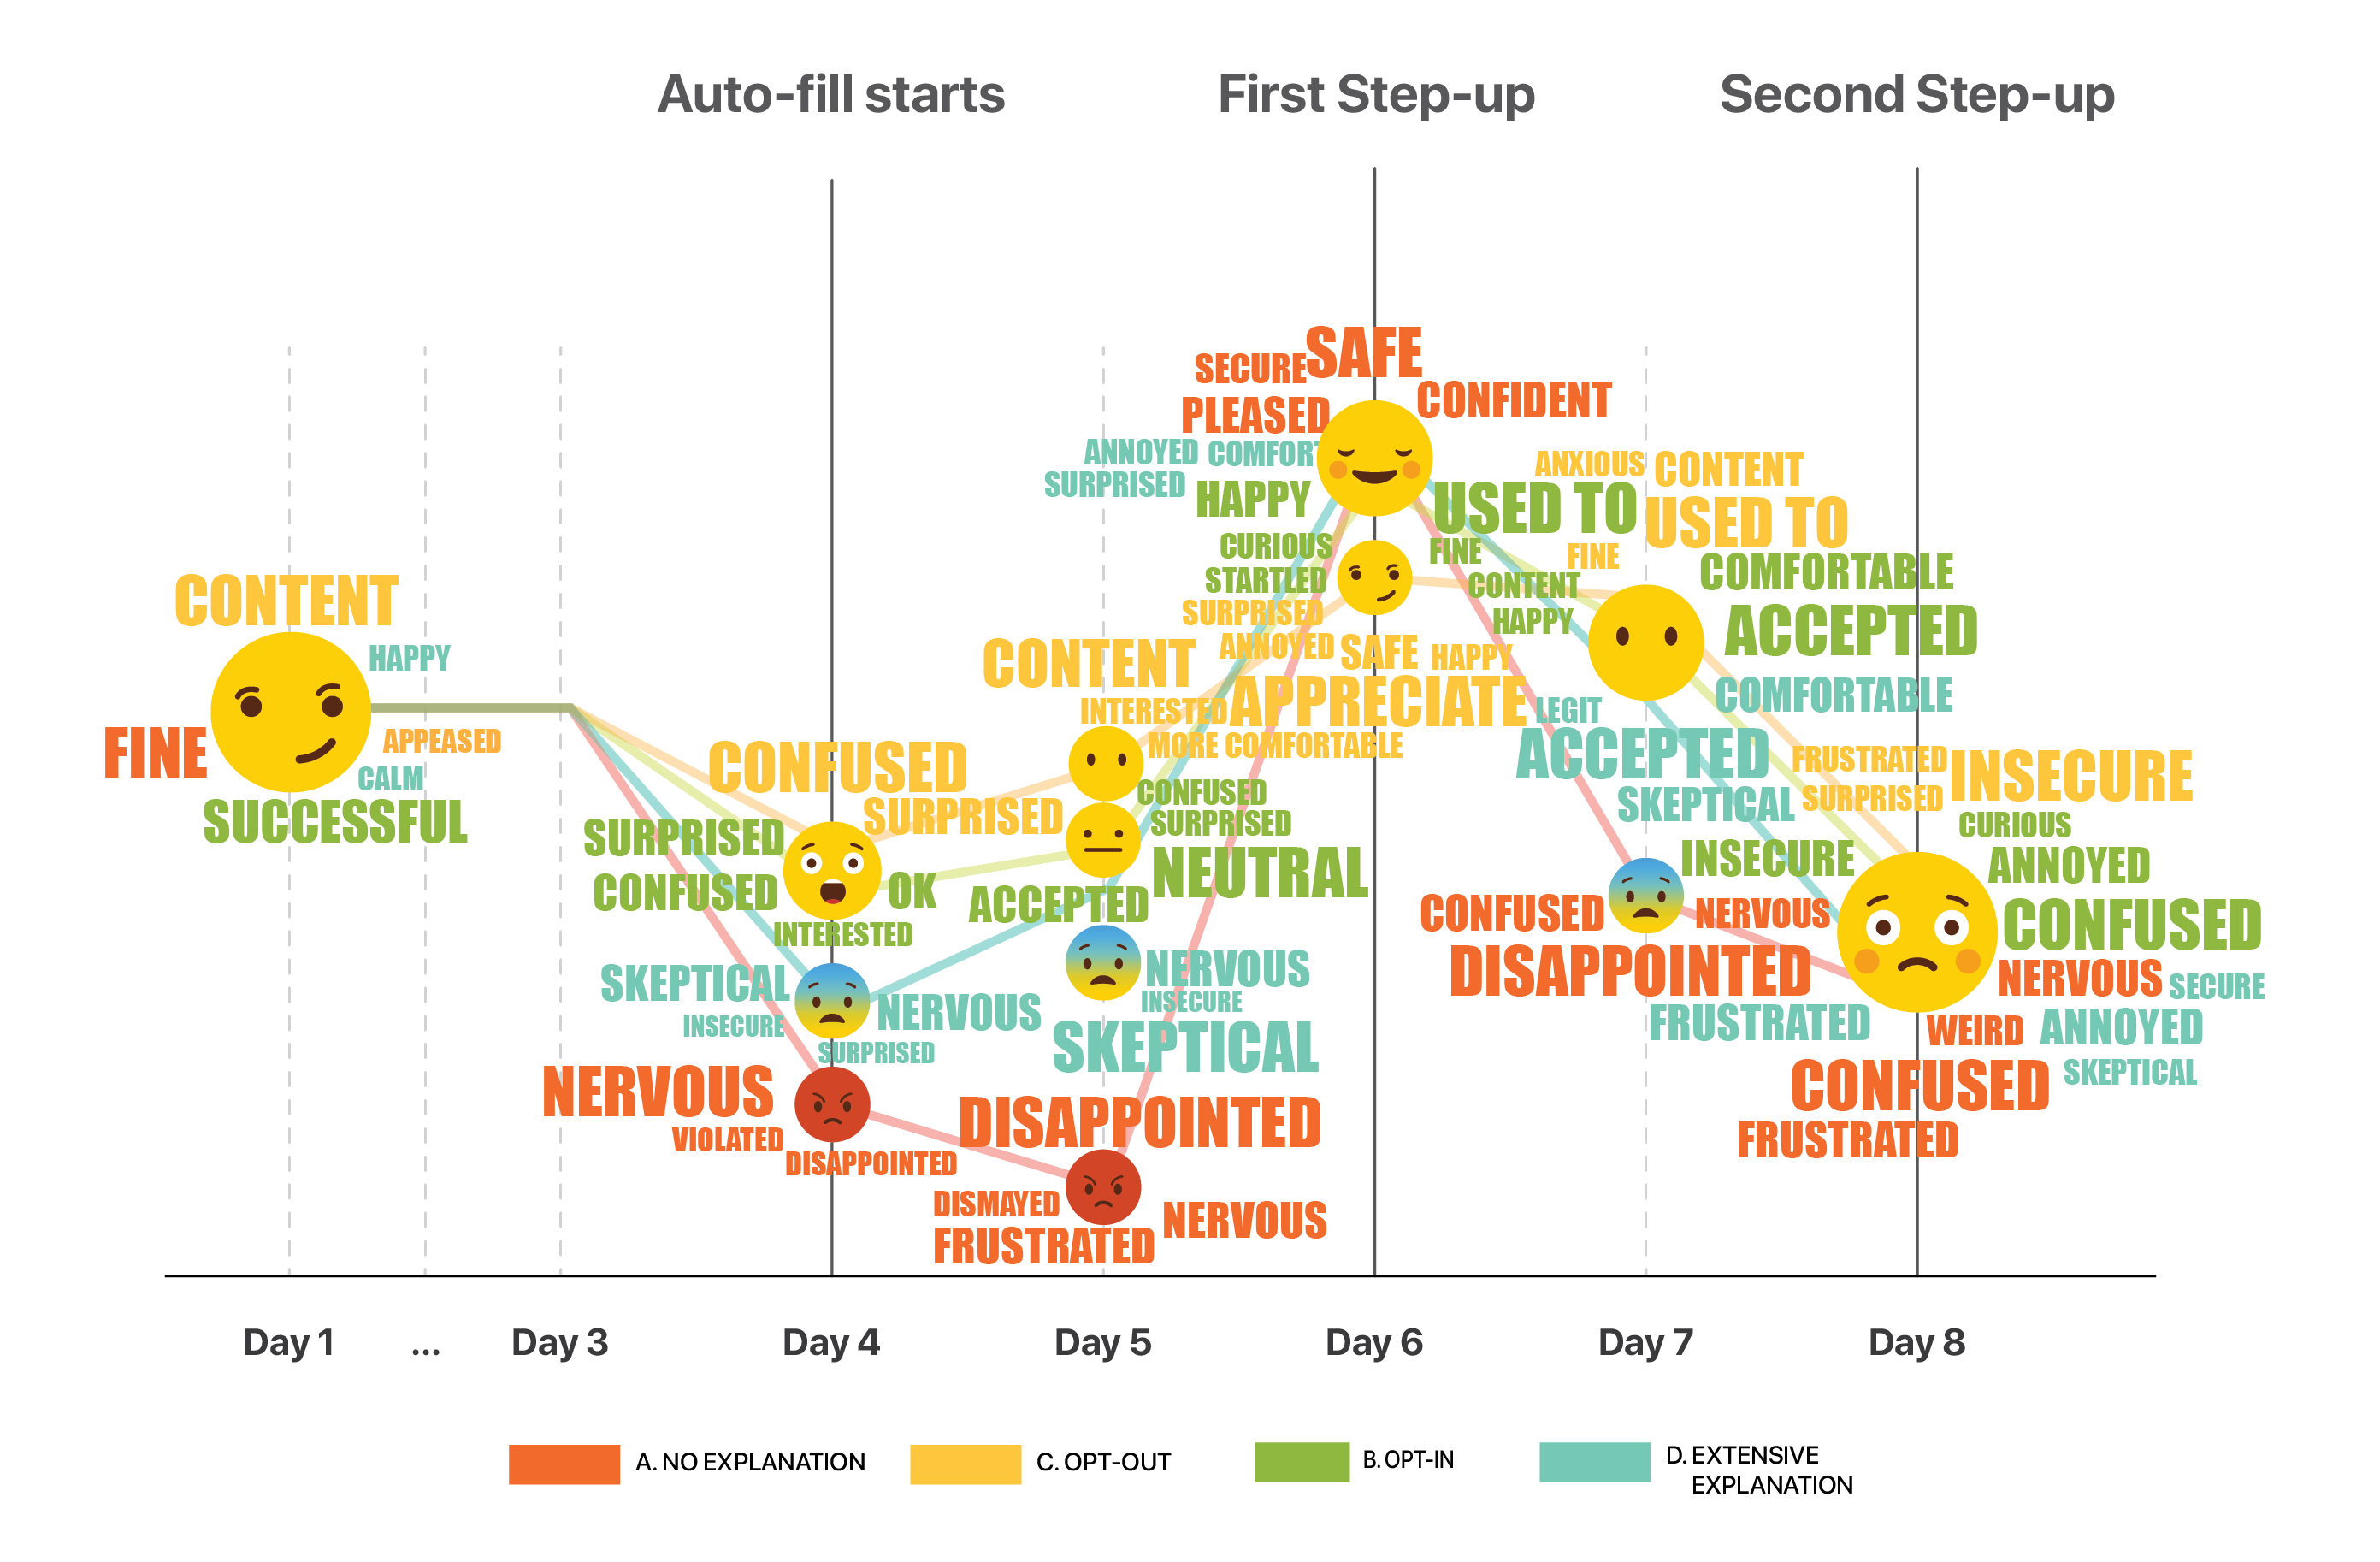 Auto-fill starts
First Step-up
Second Step-up
CONTENT
HAPPY
FINE
APPEASED
CALM
SUCCESSFUL
CONFUSED
SURPRISED
SURPRISED
CONFUSED
OK
INTERESTED
SKEPTICAL
NERVOUS
INSECURE
SURPRISED
NERVOUS
VIOLATED
DISAPPOINTED
CONTENT
INTERESTED
MORE COMFORTABLE
CONFUSED
SURPRISED
NEUTRAL
ACCEPTED
NERVOUS
INSECURE
SKEPTICAL
DISAPPOINTED
DISMAYED
NERVOUS
FRUSTRATED
SAFE
SECURE
CONFIDENT
PLEASED
ANNOYED
COMFORT
SURPRISED
HAPPY
CURIOUS
STARTLED
SURPRISED
ANNOYED
SAFE
HAPPY
APPRECIATE
ANXIOUS
CONTENT
USED TO
USED TO
FINE
FINE
COMFORTABLE
CONTENT
HAPPY
ACCEPTED
COMFORTABLE
LEGIT
ACCEPTED
SKEPTICAL
INSECURE
CONFUSED
NERVOUS
DISAPPOINTED
FRUSTRATED
FRUSTRATED
INSECURE
SURPRISED
CURIOUS
ANNOYED
CONFUSED
NERVOUS
SECURE
WEIRD
ANNOYED
CONFUSED
SKEPTICAL
FRUSTRATED
Day 1
...
Day 3
Day 4
Day 5
Day 6
Day 7
Day 8
A. NO EXPLANATION
C. OPT-OUT
B. OPT-IN
D. EXTENSIVE
EXPLANATION